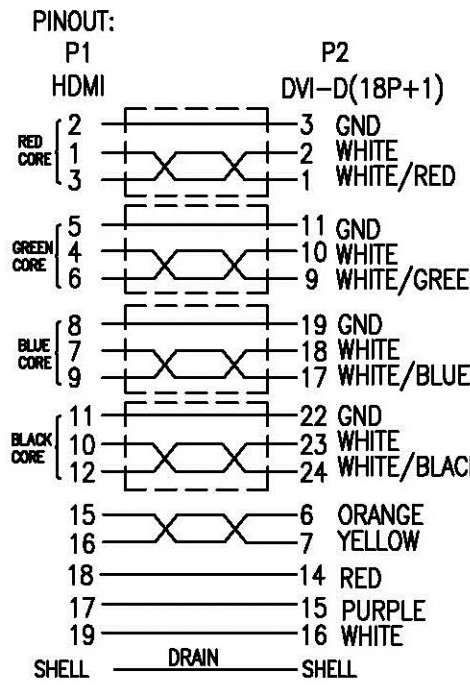 PINOUT:
P1 P2
HDMI DVI-D(18P+1)
RED CORE
2 3 GND
1 2 WHITE
3 1 WHITE/RED
GREEN CORE
5 11 GND
4 10 WHITE
6 9 WHITE/GREE
BLUE CORE
8 19 GND
7 18 WHITE
9 17 WHITE/BLUE
BLACK CORE
11 22 GND
10 23 WHITE
12 24 WHITE/BLAC
15 6 ORANGE
16 7 YELLOW
18 14 RED
17 15 PURPLE
19 16 WHITE
SHELL DRAIN SHELL